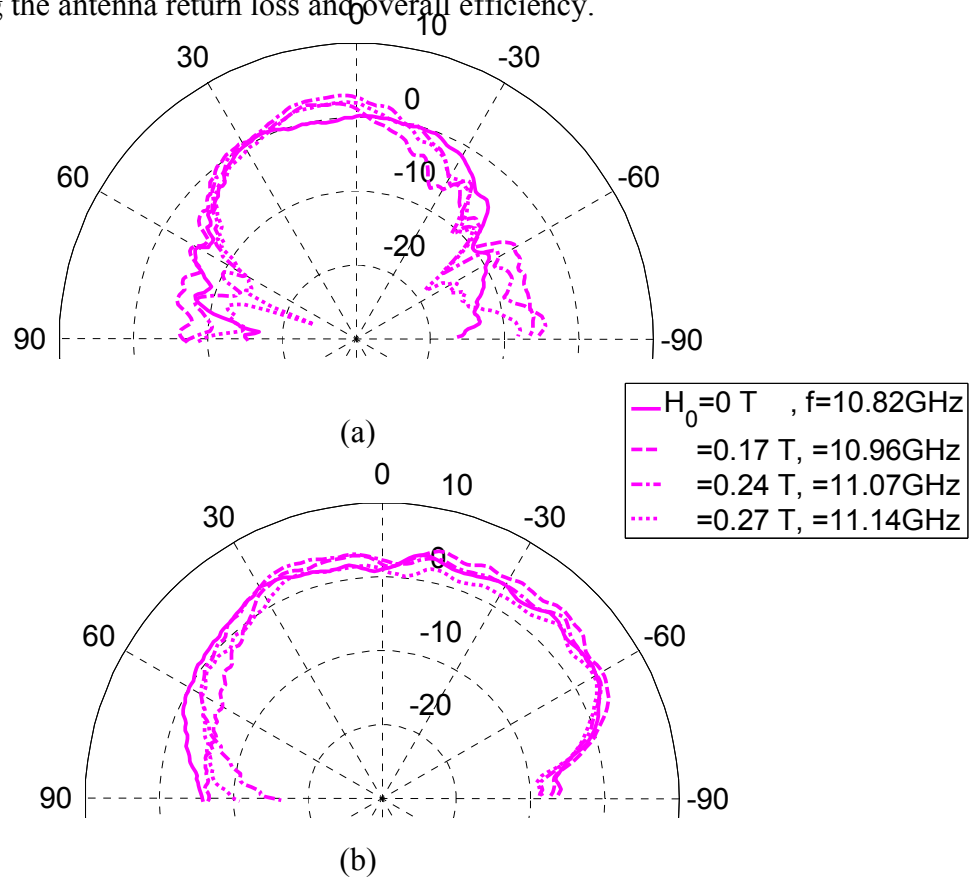 g the antenna return loss and overall efficiency.
0 10
30 -30
0
60 -10 -60
-20
90 -90
(a)
H0=0 T , f=10.82GHz
=0.17 T, =10.96GHz
=0.24 T, =11.07GHz
=0.27 T, =11.14GHz
0 10
30 -30
0
60 -10 -60
-20
90 -90
(b)